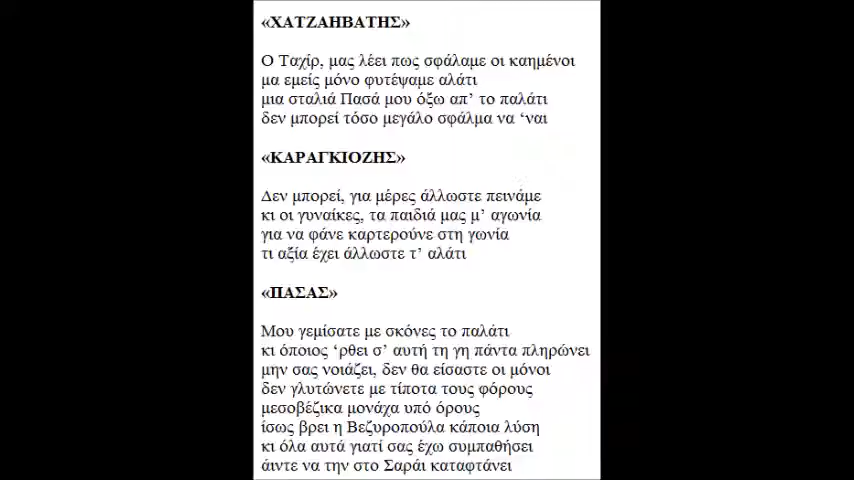 «ΧΑΤΖΑΗΒΑΤΗΣ»
Ο Ταχίρ, μας λέει πως σφάλαμε οι καημένοι
μα εμείς μόνο φυτέψαμε αλάτι
μια σταλιά Πασά μου όξω απ’ το παλάτι
δεν μπορεί τόσο μεγάλο σφάλμα να ‘ναι
«ΚΑΡΑΓΚΙΟΖΗΣ»
Δεν μπορεί, για μέρες άλλωστε πεινάμε
κι οι γυναίκες, τα παιδιά μας μ’ αγωνία
για να φάνε καρτερούνε στη γωνία
τι αξία έχει άλλωστε τ’ αλάτι
«ΠΑΣΑΣ»
Μου γεμίσατε με σκόνες το παλάτι
κι όποιος ‘ρθει σ’ αυτή τη γη πάντα πληρώνει
μην σας νοιάζει, δεν θα είσαστε οι μόνοι
δεν γλυτώνετε με τίποτα τους φόρους
μεσοβέζικα μονάχα υπό όρους
ίσως βρει η Βεζυροπούλα κάποια λύση
κι όλα αυτά γιατί σας έχω συμπαθήσει
άιντε να την στο Σαράι καταφτάνει